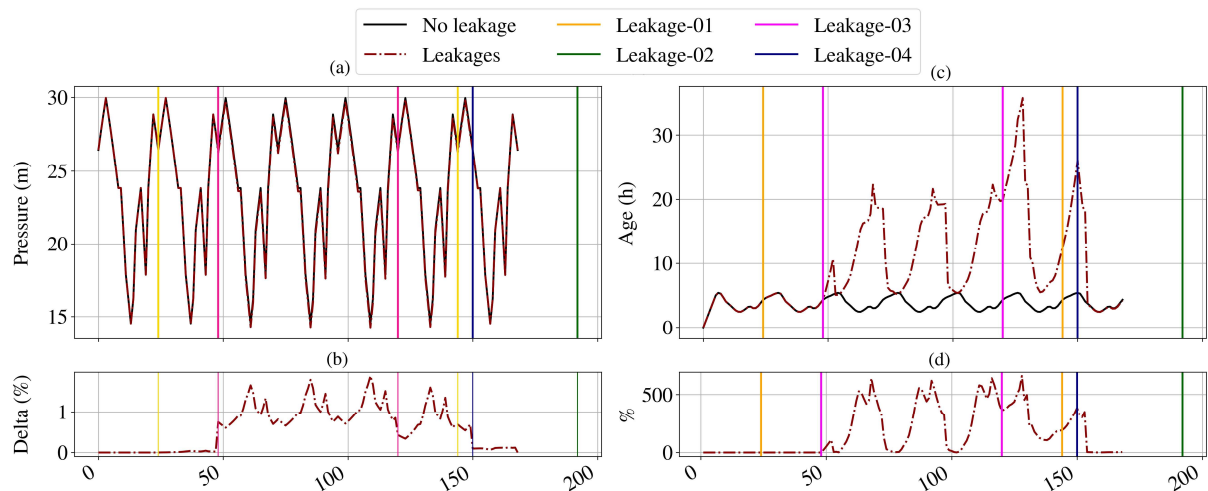 No leakage
Leakages
Leakage-01
Leakage-02
Leakage-03
Leakage-04
(a)
30
25
20
15
Pressure (m)
(b)
1
0
Delta (%)
0
50
100
150
200
(c)
30
20
10
0
Age (h)
(d)
500
0
%
0
50
100
150
200